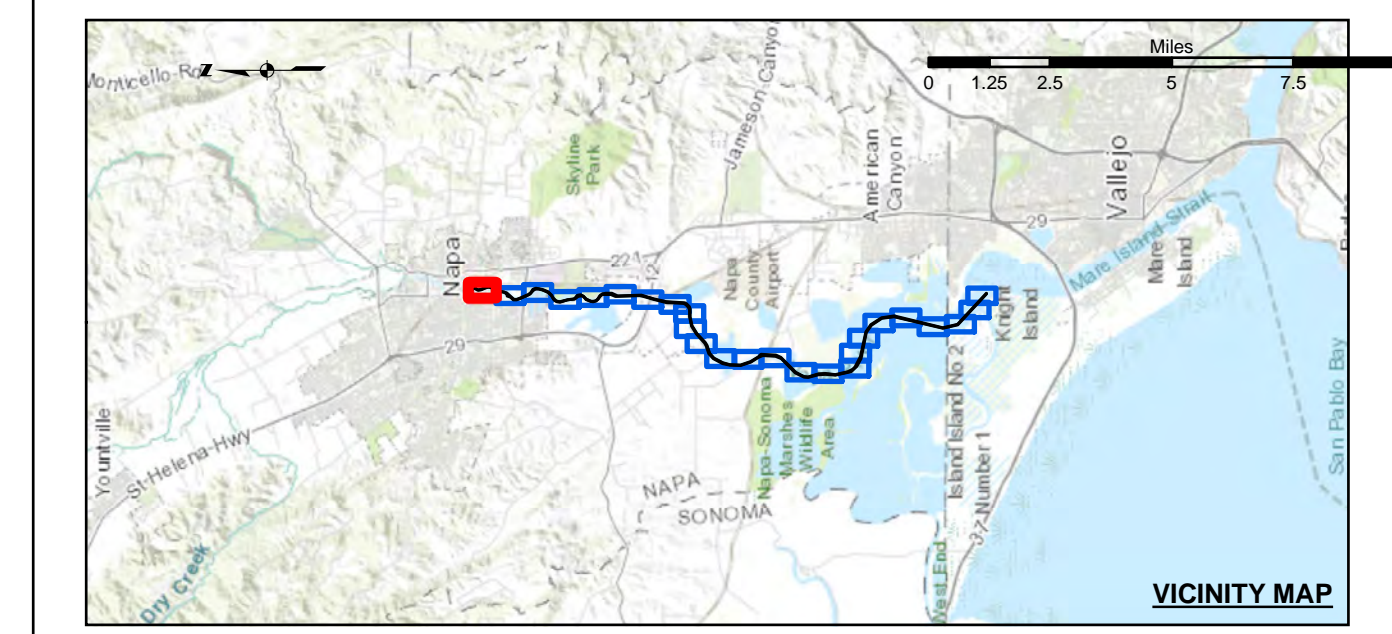 Miles
0 1.25 2.5 5 7.5
Monticello-Rd
N
Skyline
Park
Jameson-Canyo
American
Canyon
Vallejo
Napa
221
12
Napa
County
Airport
29
Mare Island-Strait
Mare
Island
Knight
Island
29
Island Island No 2
Number 1
37
Napa-Sonoma
Marshes
Wildlife
Area
San Pablo Bay
Yountville
St-Helena-Hwy
NAPA
SONOMA
Dry Creek
West End
VICINITY MAP